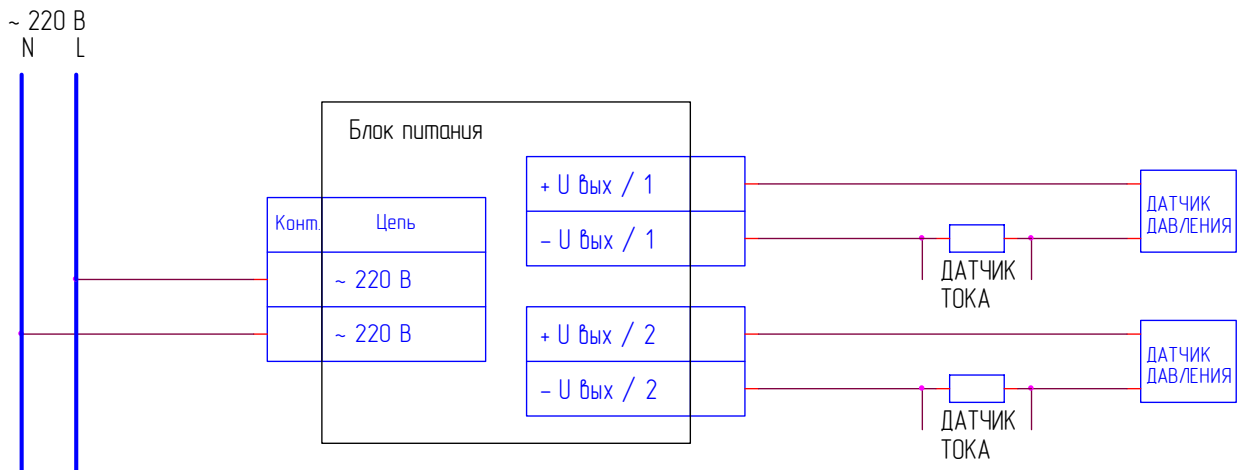 ~ 220 В
N L
Блок питания
Конт. Цепь
~ 220 В
~ 220 В
+ U вых / 1
– U вых / 1
+ U вых / 2
– U вых / 2
ДАТЧИК
ТОКА
ДАТЧИК
ДАВЛЕНИЯ
ДАТЧИК
ТОКА
ДАТЧИК
ДАВЛЕНИЯ